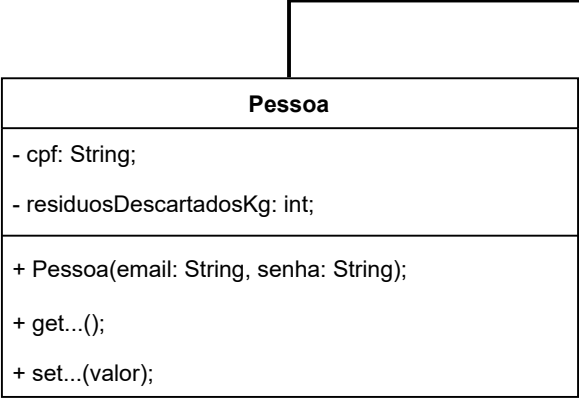 Pessoa
- cpf: String;
- residuosDescartadosKg: int;
+ Pessoa(email: String, senha: String);
+ get...();
+ set...(valor);